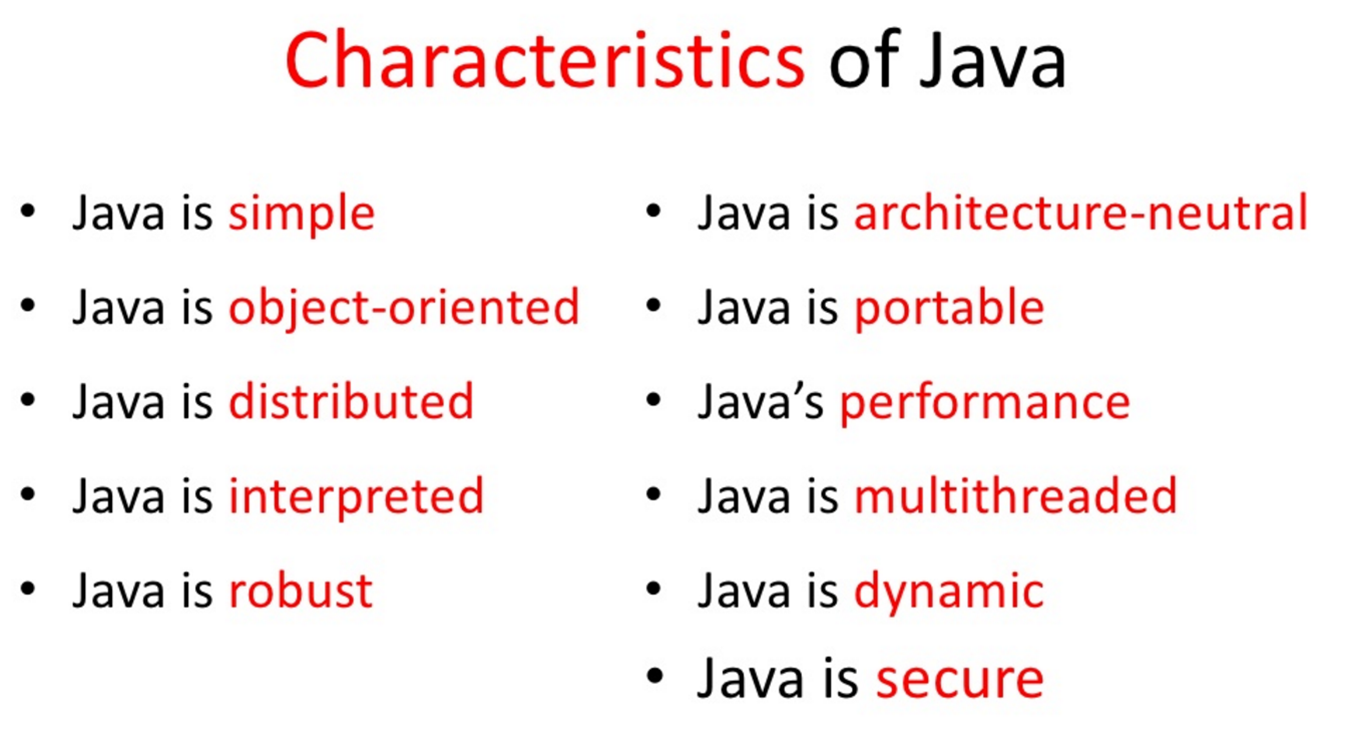 Characteristics of Java
• Java is simple
• Java is object-oriented
• Java is distributed
• Java is interpreted
• Java is robust
• Java is architecture-neutral
• Java is portable
• Java’s performance
• Java is multithreaded
• Java is dynamic
• Java is secure